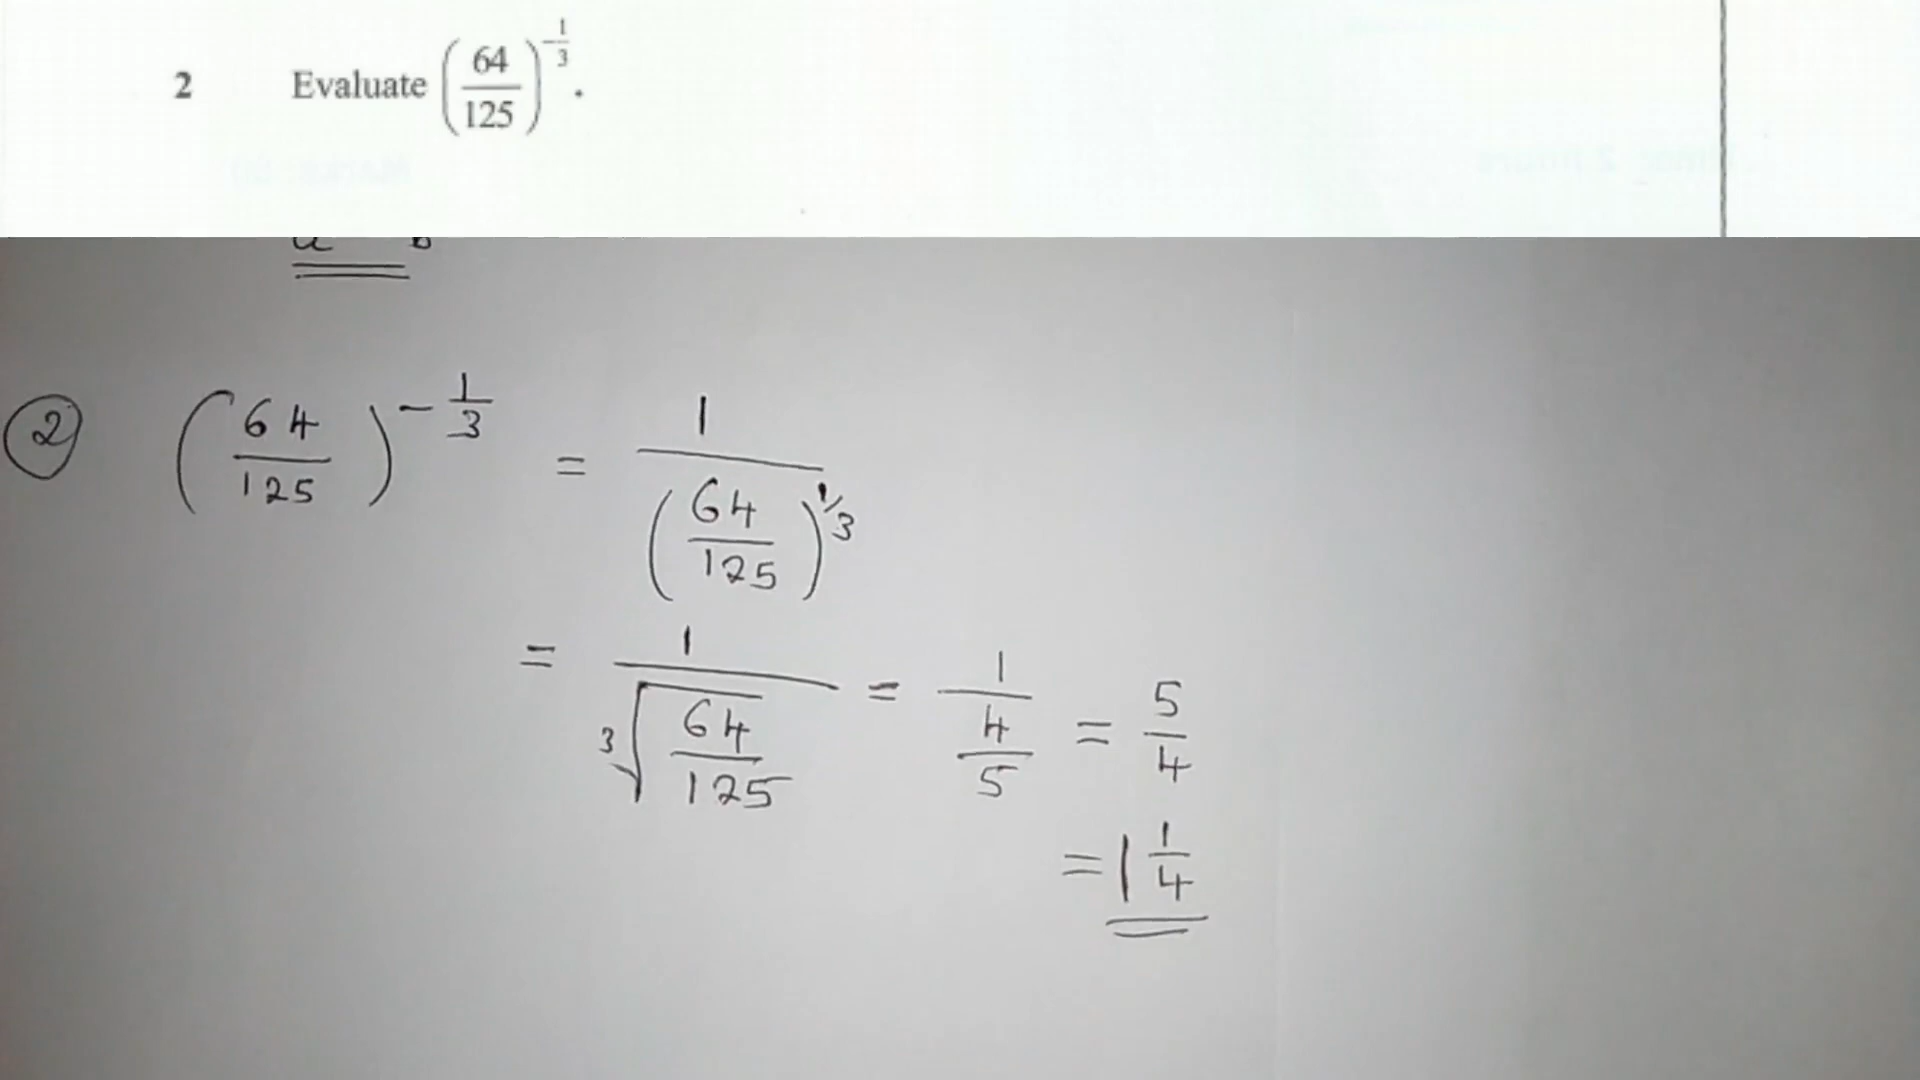 2 Evaluate (64/125)^(-1/3).
② (64/125)^(-1/3) = 1/(64/125)^(1/3)
= 1/∛(64/125) = 1/(4/5) = 5/4
= 1 1/4